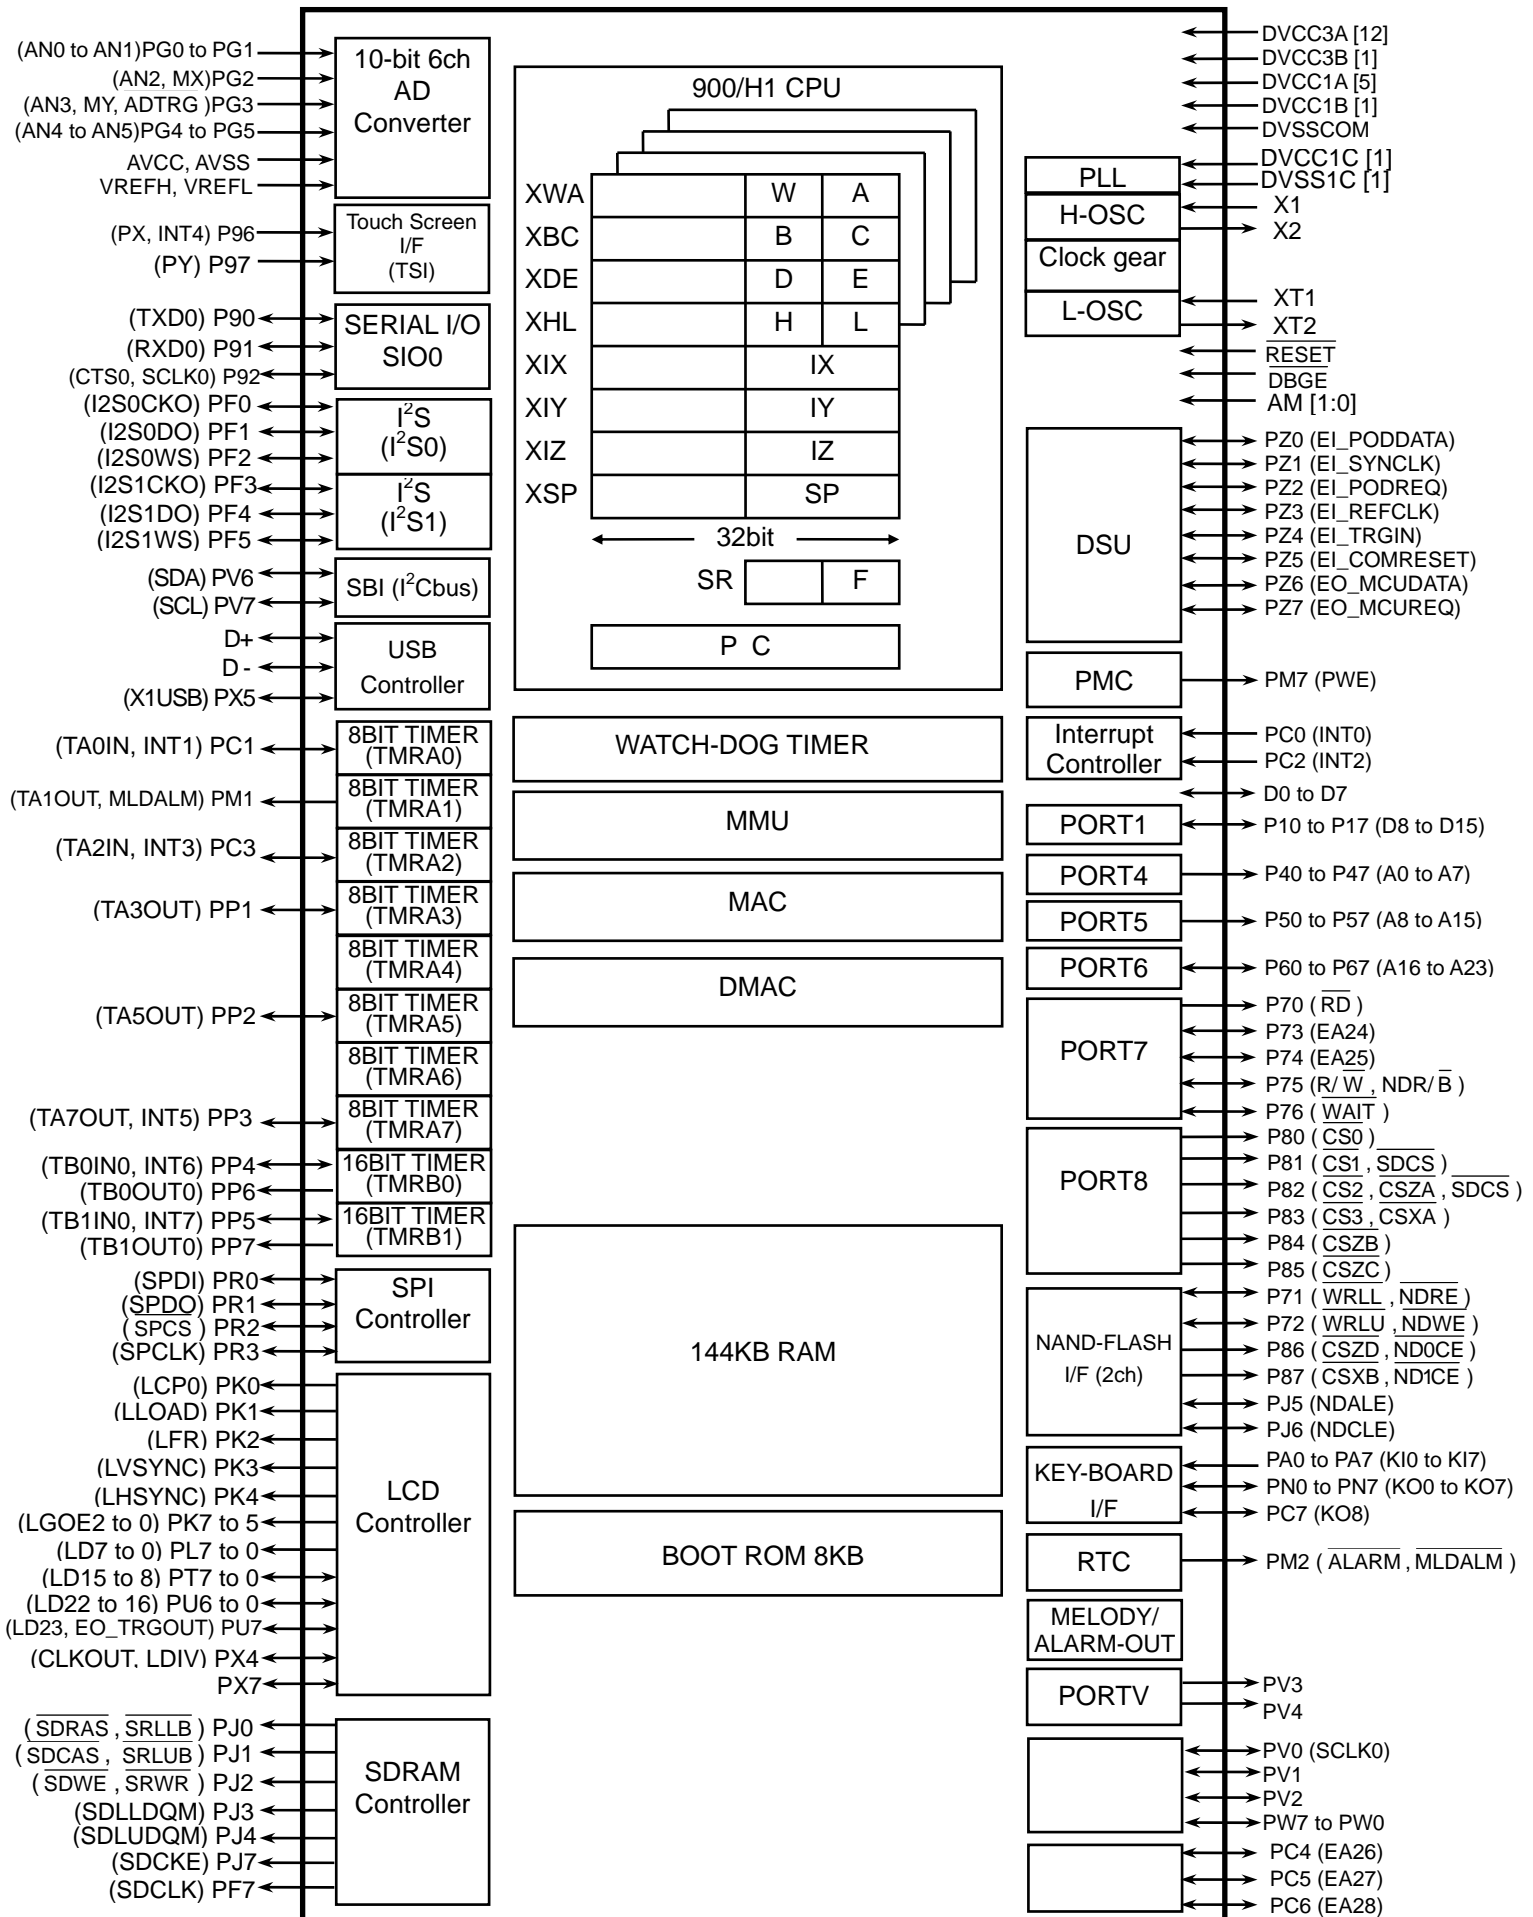 (AN0 to AN1)PG0 to PG1
(AN2, MX)PG2
(AN3, MY, ADTRG )PG3
(AN4 to AN5)PG4 to PG5
AVCC, AVSS
VREFH, VREFL
10-bit 6ch
AD
Converter
(PX, INT4) P96
(PY) P97
Touch Screen
I/F
(TSI)
(TXD0) P90
(RXD0) P91
(CTS0, SCLK0) P92
SERIAL I/O
SIO0
(I2S0CKO) PF0
(I2S0DO) PF1
(I2S0WS) PF2
I²S
(I²S0)
(I2S1CKO) PF3
(I2S1DO) PF4
(I2S1WS) PF5
I²S
(I²S1)
(SDA) PV6
(SCL) PV7
SBI (I²Cbus)
D+
D -
(X1USB) PX5
USB
Controller
(TA0IN, INT1) PC1
8BIT TIMER
(TMRA0)
(TA1OUT, MLDALM) PM1
8BIT TIMER
(TMRA1)
(TA2IN, INT3) PC3
8BIT TIMER
(TMRA2)
(TA3OUT) PP1
8BIT TIMER
(TMRA3)
8BIT TIMER
(TMRA4)
(TA5OUT) PP2
8BIT TIMER
(TMRA5)
8BIT TIMER
(TMRA6)
(TA7OUT, INT5) PP3
8BIT TIMER
(TMRA7)
(TB0IN0, INT6) PP4
(TB0OUT0) PP6
16BIT TIMER
(TMRB0)
(TB1IN0, INT7) PP5
(TB1OUT0) PP7
16BIT TIMER
(TMRB1)
(SPDI) PR0
(SPDO) PR1
( SPCS ) PR2
(SPCLK) PR3
SPI
Controller
(LCP0) PK0
(LLOAD) PK1
(LFR) PK2
(LVSYNC) PK3
(LHSYNC) PK4
(LGOE2 to 0) PK7 to 5
(LD7 to 0) PL7 to 0
(LD15 to 8) PT7 to 0
(LD22 to 16) PU6 to 0
(LD23, EO_TRGOUT) PU7
(CLKOUT, LDIV) PX4
PX7
LCD
Controller
( SDRAS , SRLLB ) PJ0
( SDCAS , SRLUB ) PJ1
( SDWE , SRWR ) PJ2
(SDLLDQM) PJ3
(SDLUDQM) PJ4
(SDCKE) PJ7
(SDCLK) PF7
SDRAM
Controller
900/H1 CPU
XWA W A
XBC B C
XDE D E
XHL H L
XIX IX
XIY IY
XIZ IZ
XSP SP
32bit
SR F
P C
WATCH-DOG TIMER
MMU
MAC
DMAC
144KB RAM
BOOT ROM 8KB
DVCC3A [12]
DVCC3B [1]
DVCC1A [5]
DVCC1B [1]
DVSSCOM
DVCC1C [1]
DVSS1C [1]
PLL
X1
X2
H-OSC
Clock gear
XT1
XT2
L-OSC
RESET
DBGE
AM [1:0]
DSU
PZ0 (EI_PODDATA)
PZ1 (EI_SYNCLK)
PZ2 (EI_PODREQ)
PZ3 (EI_REFCLK)
PZ4 (EI_TRGIN)
PZ5 (EI_COMRESET)
PZ6 (EO_MCUDATA)
PZ7 (EO_MCUREQ)
PMC
PM7 (PWE)
Interrupt
Controller
PC0 (INT0)
PC2 (INT2)
D0 to D7
PORT1
P10 to P17 (D8 to D15)
PORT4
P40 to P47 (A0 to A7)
PORT5
P50 to P57 (A8 to A15)
PORT6
P60 to P67 (A16 to A23)
PORT7
P70 ( RD )
P73 (EA24)
P74 (EA25)
P75 (R/ W , NDR/ B )
P76 ( WAIT )
PORT8
P80 ( CS0 )
P81 ( CS1 , SDCS )
P82 ( CS2 , CSZA , SDCS )
P83 ( CS3 , CSXA )
P84 ( CSZB )
P85 ( CSZC )
NAND-FLASH
I/F (2ch)
P71 ( WRLL , NDRE )
P72 ( WRLU , NDWE )
P86 ( CSZD , ND0CE )
P87 ( CSXB , ND1CE )
PJ5 (NDALE)
PJ6 (NDCLE)
KEY-BOARD
I/F
PA0 to PA7 (KI0 to KI7)
PN0 to PN7 (KO0 to KO7)
PC7 (KO8)
RTC
PM2 ( ALARM , MLDALM )
MELODY/
ALARM-OUT
PORTV
PV3
PV4
PV0 (SCLK0)
PV1
PV2
PW7 to PW0
PC4 (EA26)
PC5 (EA27)
PC6 (EA28)